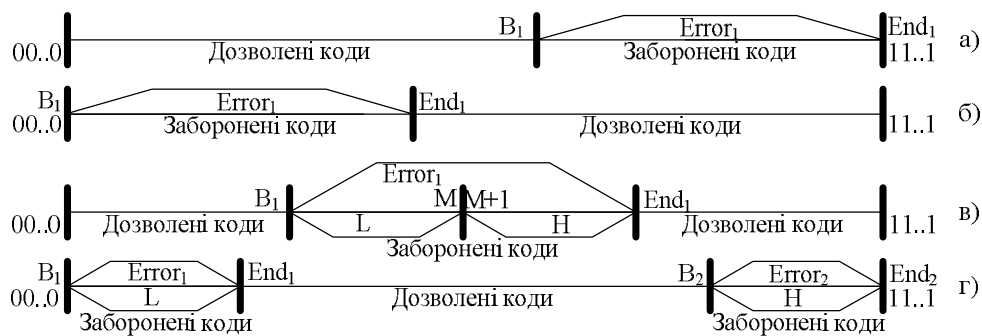 B₁ Error₁ End₁
00..0 Дозволені коди Заборонені коди 11..1 а)
B₁ Error₁ End₁
00..0 Заборонені коди Дозволені коди 11..1 б)
Error₁
B₁ M M+1 End₁
00..0 Дозволені коди L H Дозволені коди 11..1 в)
Заборонені коди
B₁ Error₁ End₁ B₂ Error₂ End₂
00..0 L Дозволені коди H 11..1 г)
Заборонені коди Заборонені коди